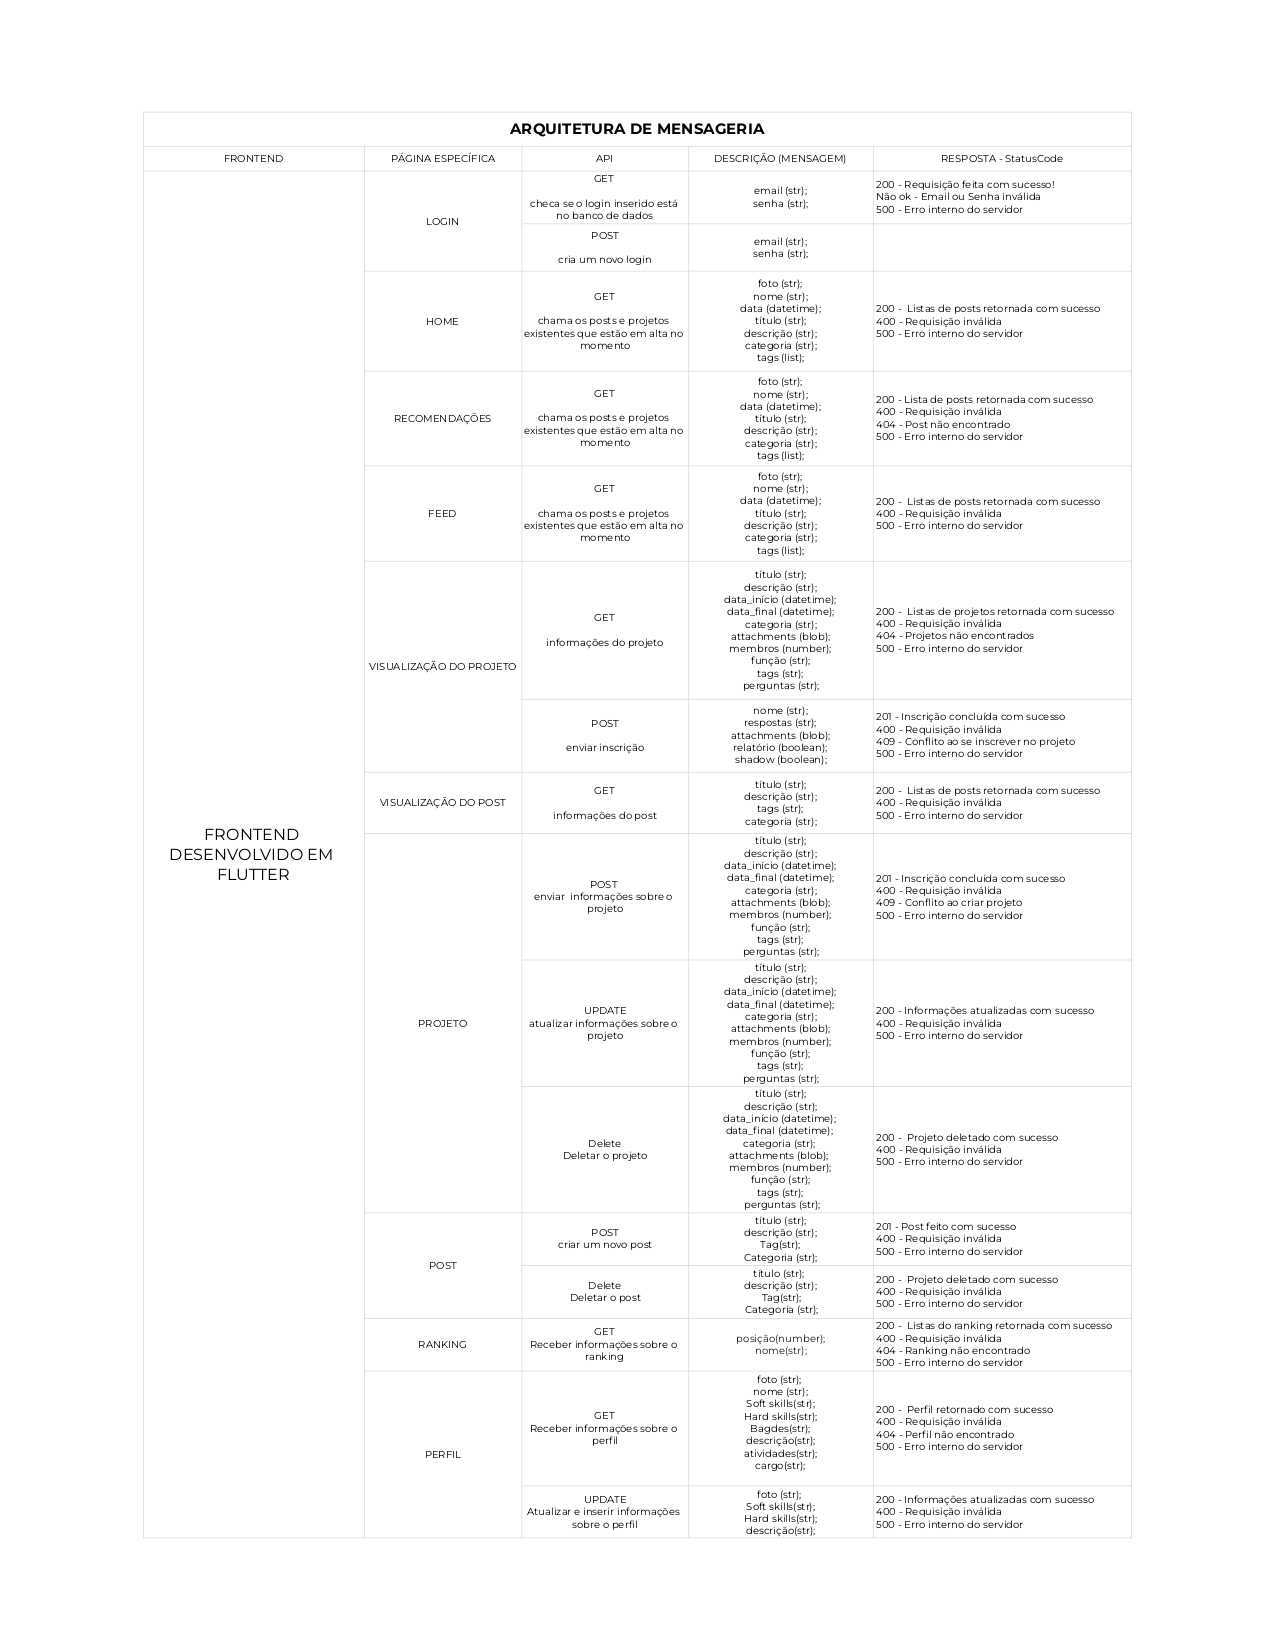 ARQUITETURA DE MENSAGERIA
FRONTEND
PÁGINA ESPECÍFICA
API
DESCRIÇÃO (MENSAGEM)
RESPOSTA - StatusCode
FRONTEND
DESENVOLVIDO EM
FLUTTER
LOGIN
GET
checa se o login inserido está
no banco de dados
email (str);
senha (str);
200 - Requisição feita com sucesso!
Não ok - Email ou Senha inválida
500 - Erro interno do servidor
POST
cria um novo login
email (str);
senha (str);
HOME
GET
chama os posts e projetos
existentes que estão em alta no
momento
foto (str);
nome (str);
data (datetime);
título (str);
descrição (str);
categoria (str);
tags (list);
200 -  Listas de posts retornada com sucesso
400 - Requisição inválida
500 - Erro interno do servidor
RECOMENDAÇÕES
GET
chama os posts e projetos
existentes que estão em alta no
momento
foto (str);
nome (str);
data (datetime);
título (str);
descrição (str);
categoria (str);
tags (list);
200 - Lista de posts retornada com sucesso
400 - Requisição inválida
404 - Post não encontrado
500 - Erro interno do servidor
FEED
GET
chama os posts e projetos
existentes que estão em alta no
momento
foto (str);
nome (str);
data (datetime);
título (str);
descrição (str);
categoria (str);
tags (list);
200 -  Listas de posts retornada com sucesso
400 - Requisição inválida
500 - Erro interno do servidor
VISUALIZAÇÃO DO PROJETO
GET
informações do projeto
título (str);
descrição (str);
data_início (datetime);
data_final (datetime);
categoria (str);
attachments (blob);
membros (number);
função (str);
tags (str);
perguntas (str);
200 -  Listas de projetos retornada com sucesso
400 - Requisição inválida
404 - Projetos não encontrados
500 - Erro interno do servidor
POST
enviar inscrição
nome (str);
respostas (str);
attachments (blob);
relatório (boolean);
shadow (boolean);
201 - Inscrição concluída com sucesso
400 - Requisição inválida
409 - Conflito ao se inscrever no projeto
500 - Erro interno do servidor
VISUALIZAÇÃO DO POST
GET
informações do post
título (str);
descrição (str);
tags (str);
categoria (str);
200 -  Listas de posts retornada com sucesso
400 - Requisição inválida
500 - Erro interno do servidor
PROJETO
POST
enviar  informações sobre o
projeto
título (str);
descrição (str);
data_início (datetime);
data_final (datetime);
categoria (str);
attachments (blob);
membros (number);
função (str);
tags (str);
perguntas (str);
201 - Inscrição concluída com sucesso
400 - Requisição inválida
409 - Conflito ao criar projeto
500 - Erro interno do servidor
UPDATE
atualizar informações sobre o
projeto
título (str);
descrição (str);
data_início (datetime);
data_final (datetime);
categoria (str);
attachments (blob);
membros (number);
função (str);
tags (str);
perguntas (str);
200 - Informações atualizadas com sucesso
400 - Requisição inválida
500 - Erro interno do servidor
Delete
Deletar o projeto
título (str);
descrição (str);
data_início (datetime);
data_final (datetime);
categoria (str);
attachments (blob);
membros (number);
função (str);
tags (str);
perguntas (str);
200 -  Projeto deletado com sucesso
400 - Requisição inválida
500 - Erro interno do servidor
POST
POST
criar um novo post
título (str);
descrição (str);
Tag(str);
Categoria (str);
201 - Post feito com sucesso
400 - Requisição inválida
500 - Erro interno do servidor
Delete
Deletar o post
título (str);
descrição (str);
Tag(str);
Categoria (str);
200 -  Projeto deletado com sucesso
400 - Requisição inválida
500 - Erro interno do servidor
RANKING
GET
Receber informações sobre o
ranking
posição(number);
nome(str);
200 -  Listas do ranking retornada com sucesso
400 - Requisição inválida
404 - Ranking não encontrado
500 - Erro interno do servidor
PERFIL
GET
Receber informações sobre o
perfil
foto (str);
nome (str);
Soft skills(str);
Hard skills(str);
Bagdes(str);
descrição(str);
atividades(str);
cargo(str);
200 -  Perfil retornado com sucesso
400 - Requisição inválida
404 - Perfil não encontrado
500 - Erro interno do servidor
UPDATE
Atualizar e inserir informações
sobre o perfil
foto (str);
Soft skills(str);
Hard skills(str);
descrição(str);
200 - Informações atualizadas com sucesso
400 - Requisição inválida
500 - Erro interno do servidor